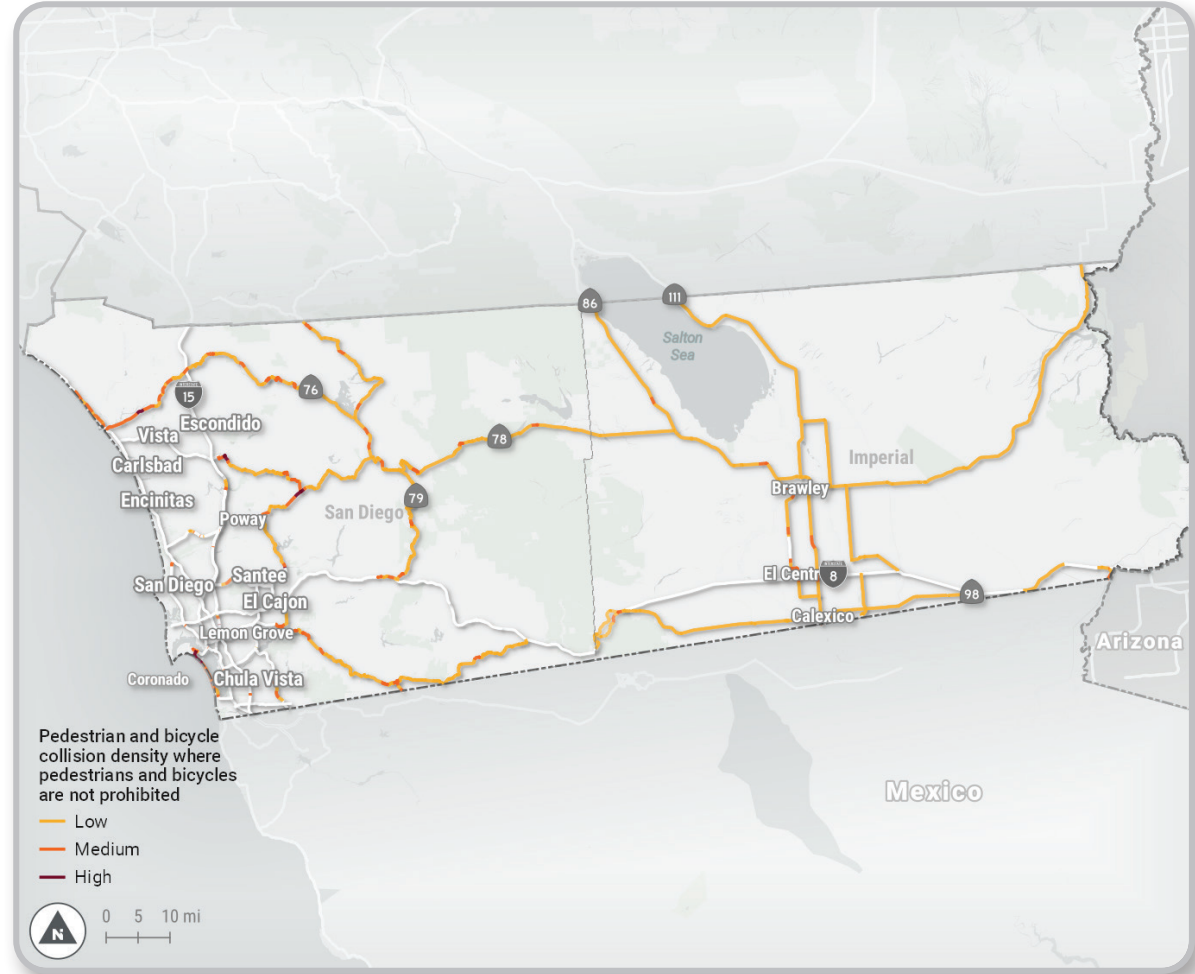 86
111
Salton
Sea
76
15
Escondido
Vista
78
Carlsbad
Imperial
Brawley
Encinitas
79
San Diego
Poway
El Centr
8
Santee
San Diego
98
El Cajon
Calexico
Lemon Grove
Arizona
Coronado
Chula Vista
Pedestrian and bicycle
collision density where
pedestrians and bicycles
are not prohibited
Low
Medium
High
Mexico
N
0 5 10 mi